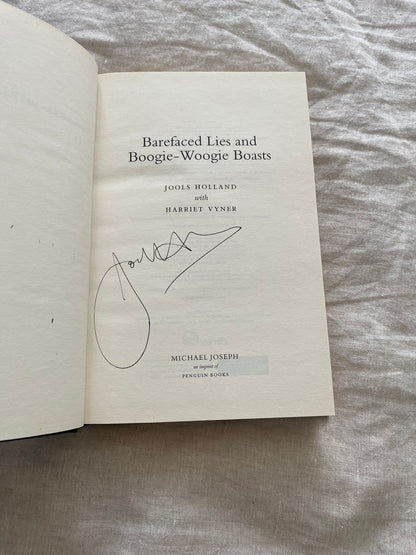 Barefaced Lies and
Boogie-Woogie Boasts
JOOLS HOLLAND
with
HARRIET VYNER
MICHAEL JOSEPH
an imprint of
PENGUIN BOOKS